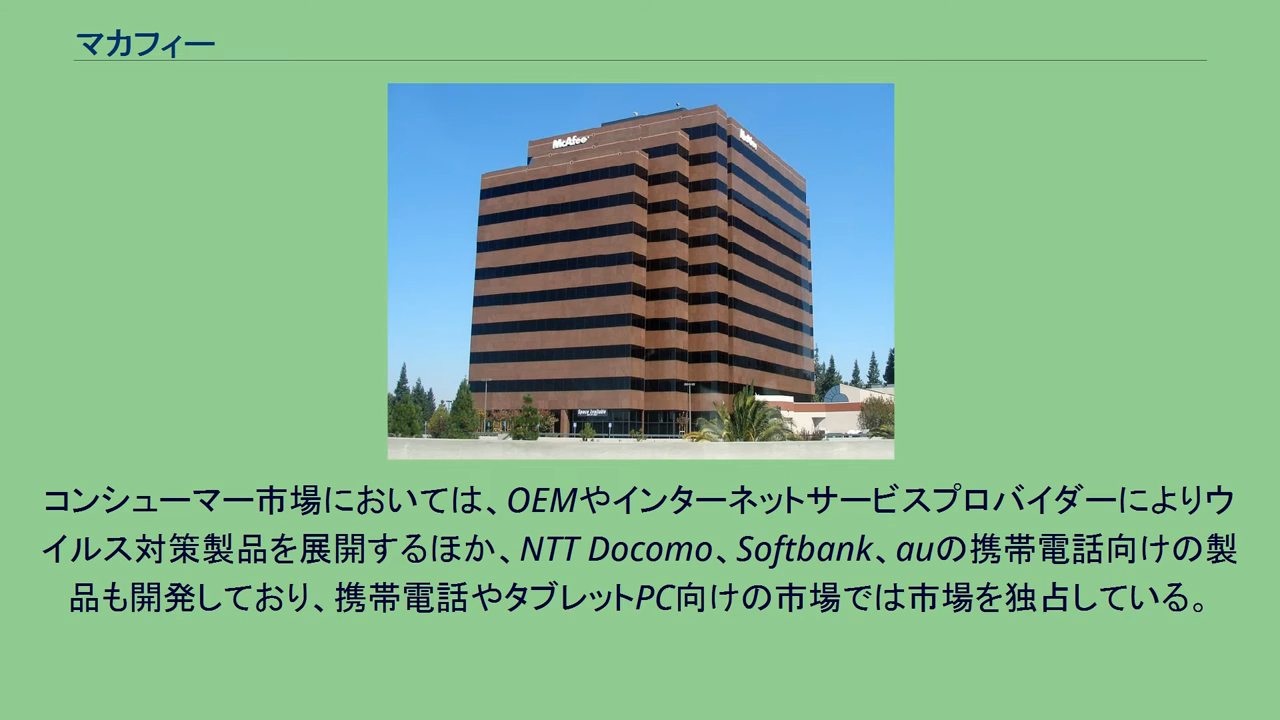 マカフィー
McAfee
McAfee
Space Available
コンシューマー市場においては、OEMやインターネットサービスプロバイダーによりウ
イルス対策製品を展開するほか、NTT Docomo、Softbank、auの携帯電話向けの製
品も開発しており、携帯電話やタブレットPC向けの市場では市場を独占している。